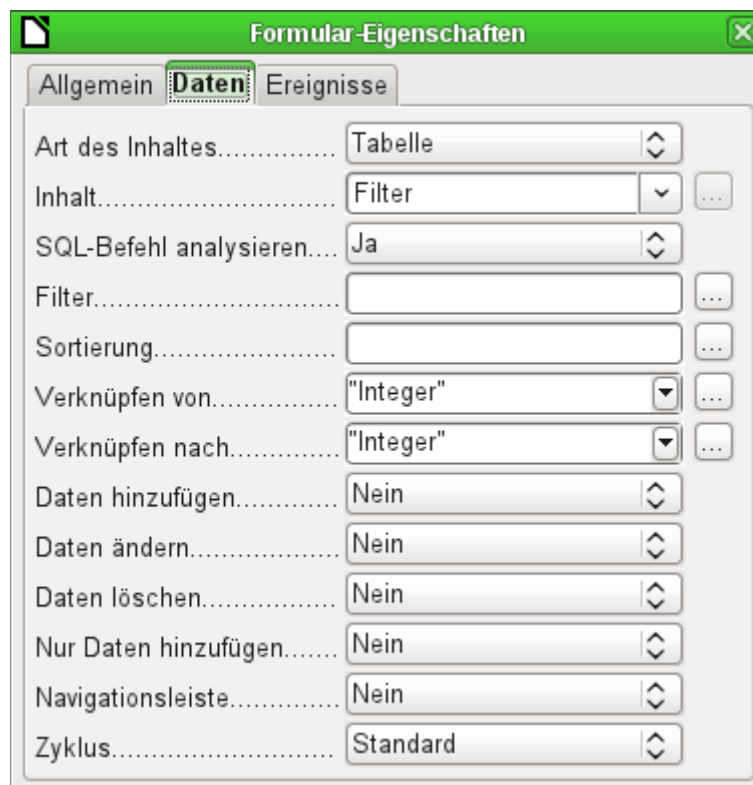 Formular-Eigenschaften
Allgemein Daten Ereignisse
Art des Inhaltes............... Tabelle
Inhalt............................ Filter ...
SQL-Befehl analysieren.... Ja
Filter............................. ...
Sortierung...................... ...
Verknüpfen von............... "Integer" ...
Verknüpfen nach............. "Integer" ...
Daten hinzufügen............ Nein
Daten ändern.................. Nein
Daten löschen................. Nein
Nur Daten hinzufügen....... Nein
Navigationsleiste.............. Nein
Zyklus............................ Standard